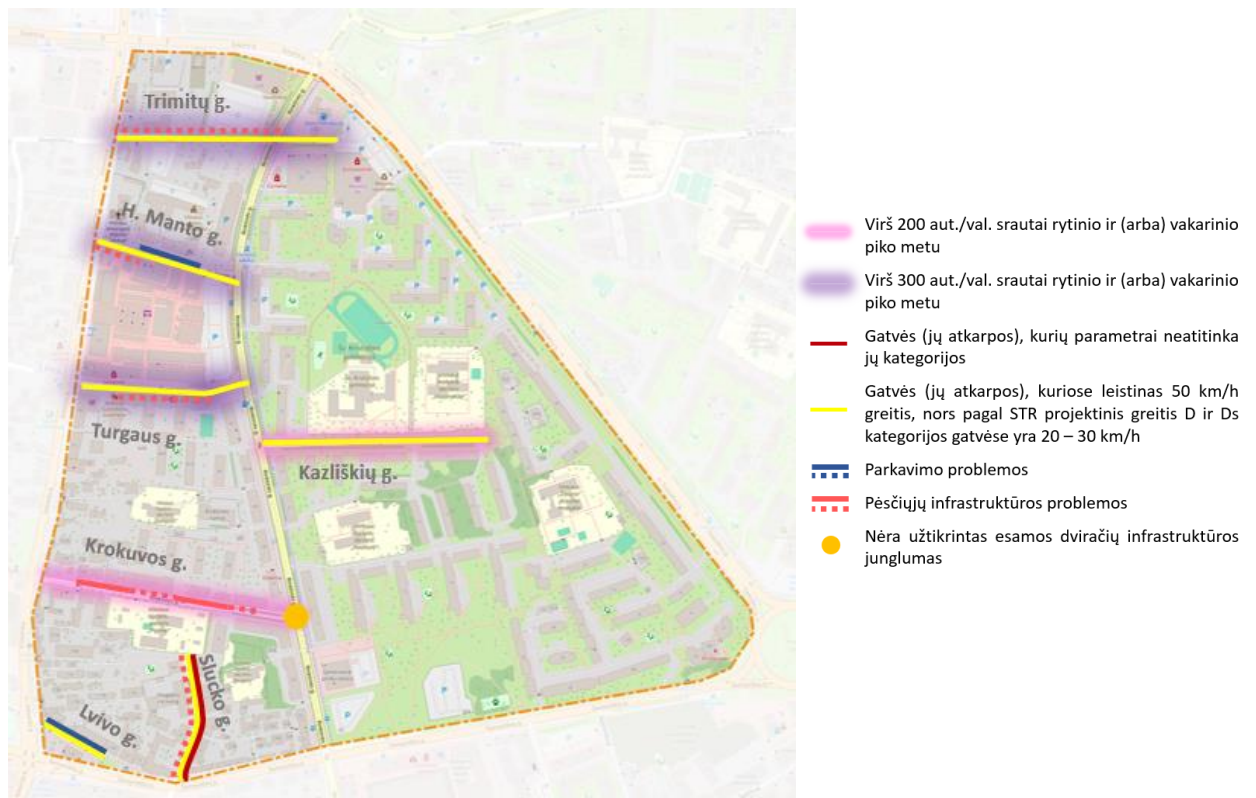 Trimitų g.
H. Manto g.
Turgaus g.
Kazliškių g.
Krokuvos g.
Slucko g.
Lvivo g.
Virš 200 aut./val. srautai rytinio ir (arba) vakarinio
piko metu
Virš 300 aut./val. srautai rytinio ir (arba) vakarinio
piko metu
Gatvės (jų atkarpos), kurių parametrai neatitinka
jų kategorijos
Gatvės (jų atkarpos), kuriose leistinas 50 km/h
greitis, nors pagal STR projektinis greitis D ir Ds
kategorijos gatvėse yra 20 – 30 km/h
Parkavimo problemos
Pėsčiųjų infrastruktūros problemos
Nėra užtikrintas esamos dviračių infrastruktūros
junglumas